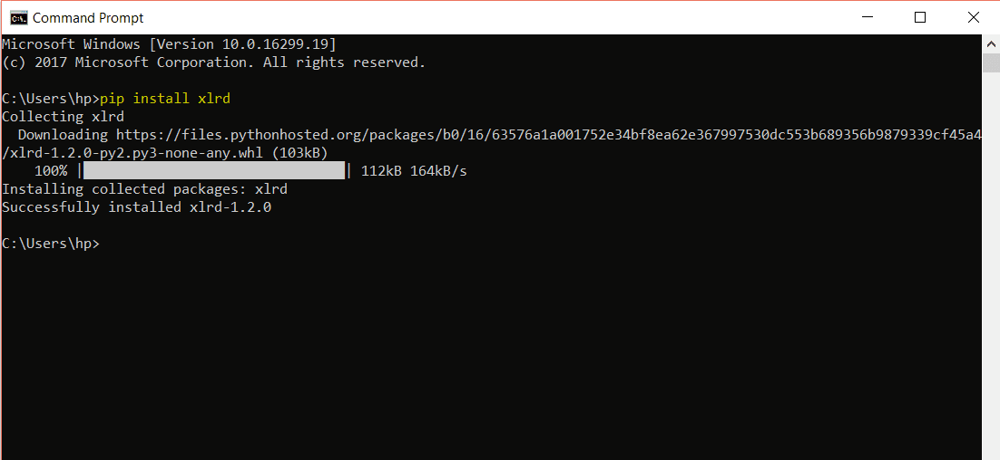 Command Prompt
Microsoft Windows [Version 10.0.16299.19]
(c) 2017 Microsoft Corporation. All rights reserved.
C:\Users\hp>pip install xlrd
Collecting xlrd
  Downloading https://files.pythonhosted.org/packages/b0/16/63576a1a001752e34bf8ea62e367997530dc553b689356b9879339cf45a4
/xlrd-1.2.0-py2.py3-none-any.whl (103kB)
    100% |████████████████████████████████| 112kB 164kB/s
Installing collected packages: xlrd
Successfully installed xlrd-1.2.0
C:\Users\hp>